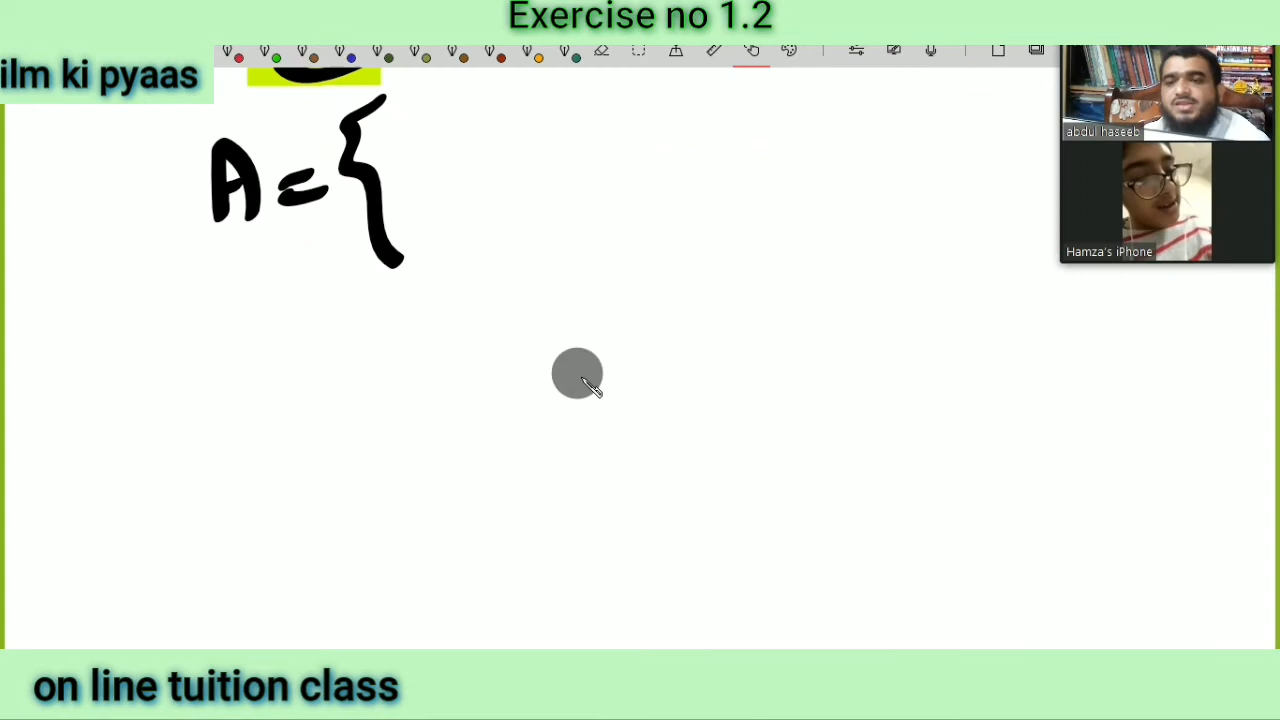 Exercise no 1.2
ilm ki pyaas
A = {
abdul haseeb
Hamza's iPhone
on line tuition class